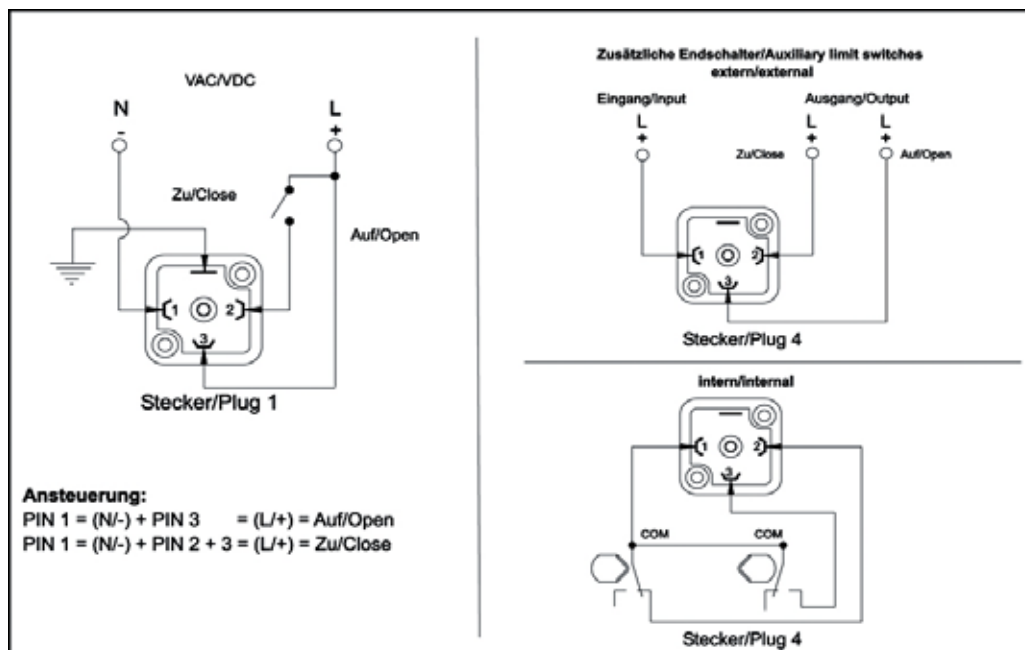 VAC/VDC
N
-
L
+
Zu/Close
Auf/Open
1
2
3
Stecker/Plug 1
Ansteuerung:
PIN 1 = (N/-) + PIN 3 = (L/+) = Auf/Open
PIN 1 = (N/-) + PIN 2 + 3 = (L/+) = Zu/Close
Zusätzliche Endschalter/Auxiliary limit switches
extern/external
Eingang/Input
Ausgang/Output
L
+
L
+
L
+
Zu/Close
Auf/Open
1
2
3
Stecker/Plug 4
intern/internal
1
2
3
COM
COM
Stecker/Plug 4